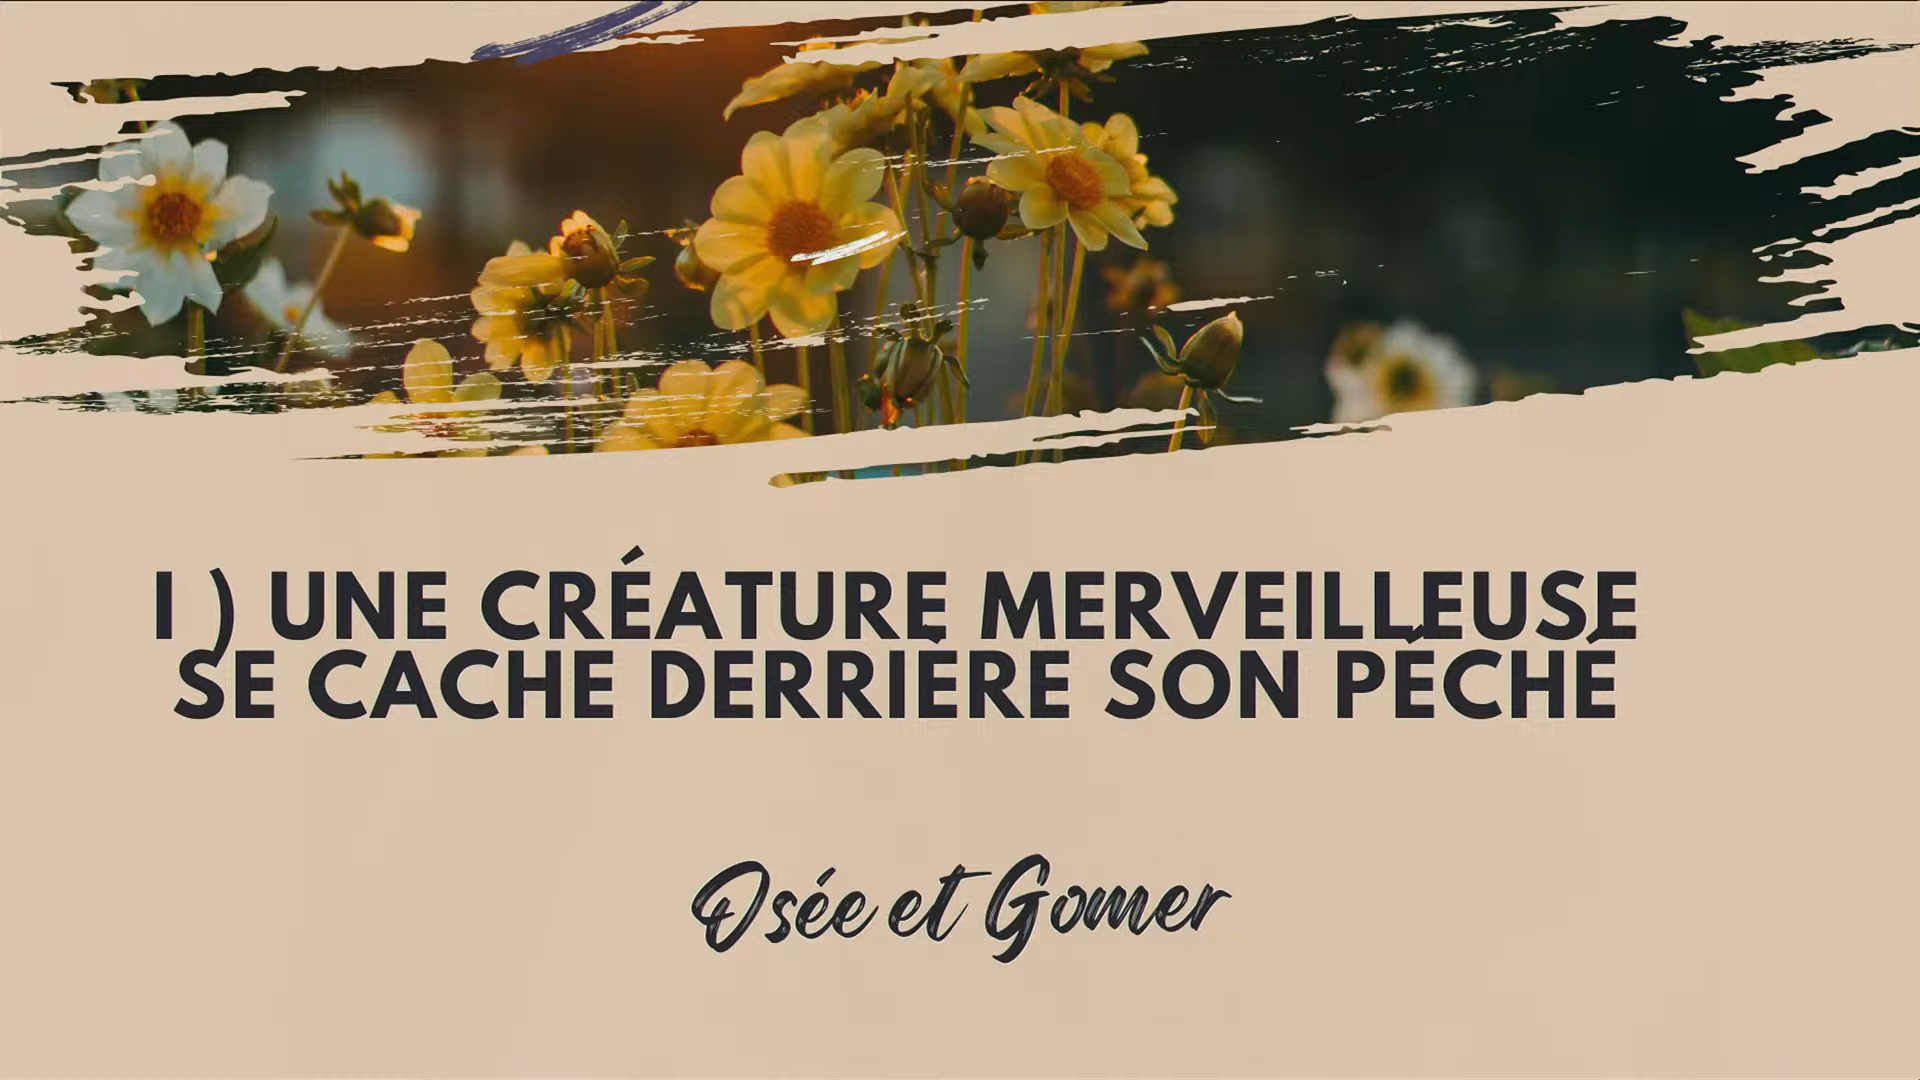 I ) UNE CRÉATURE MERVEILLEUSE
SE CACHE DERRIÈRE SON PÉCHÉ
Osée et Gomer